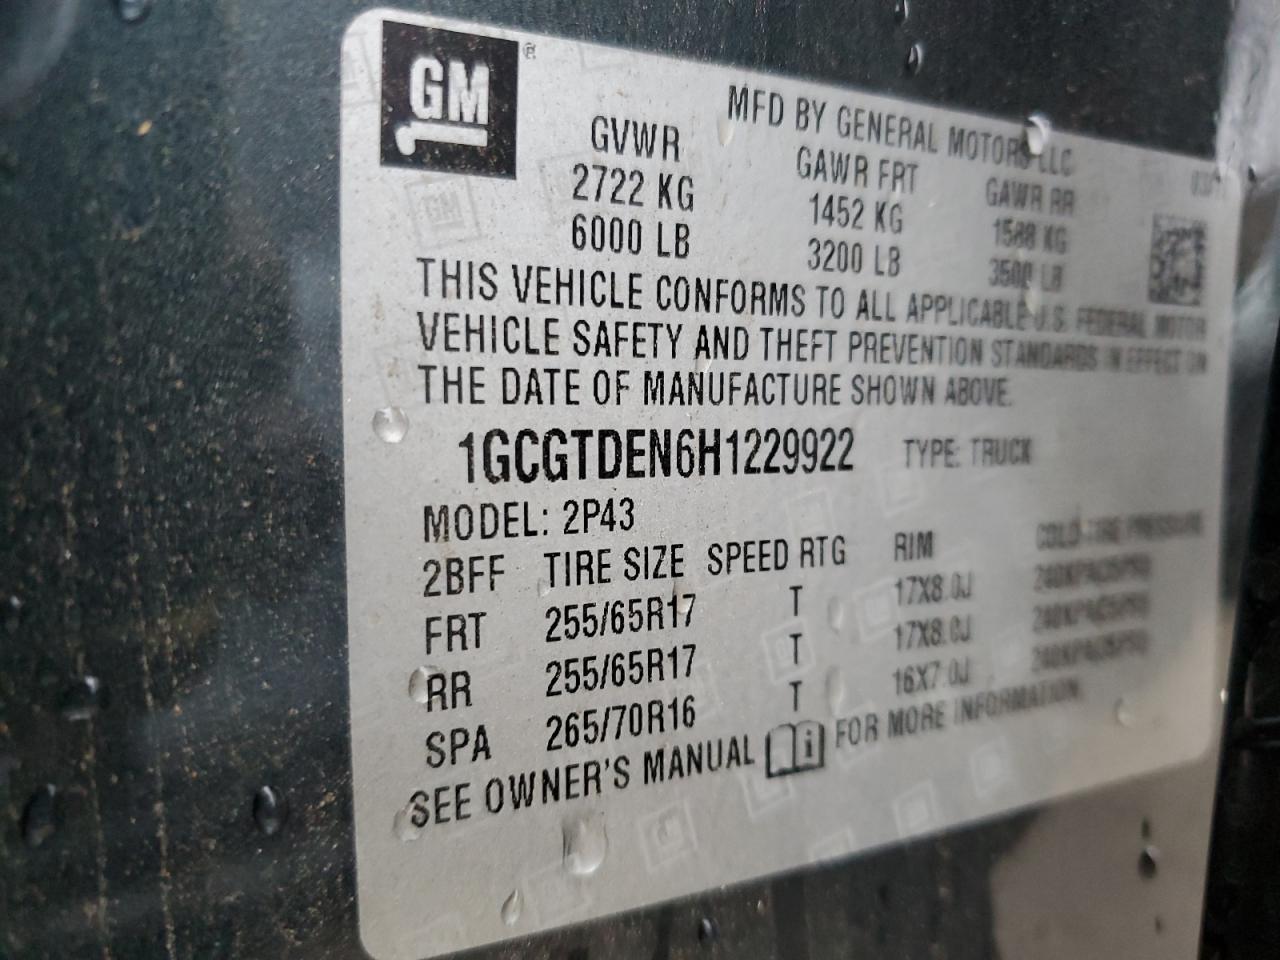 GM ®
MFD BY GENERAL MOTORS LLC
GVWR GAWR FRT GAWR RR
2722 KG 1452 KG 1588 KG
6000 LB 3200 LB 3500 LB
THIS VEHICLE CONFORMS TO ALL APPLICABLE U.S. FEDERAL MOTOR
VEHICLE SAFETY AND THEFT PREVENTION STANDARDS IN EFFECT ON
THE DATE OF MANUFACTURE SHOWN ABOVE.
1GCGTDEN6H1229922 TYPE: TRUCK
MODEL: 2P43
2BFF TIRE SIZE SPEED RTG RIM COLD TIRE PRESSURE
FRT 255/65R17 T 17X8.0J
RR 255/65R17 T 17X8.0J
SPA 265/70R16 T 16X7.0J
SEE OWNER'S MANUAL FOR MORE INFORMATION.